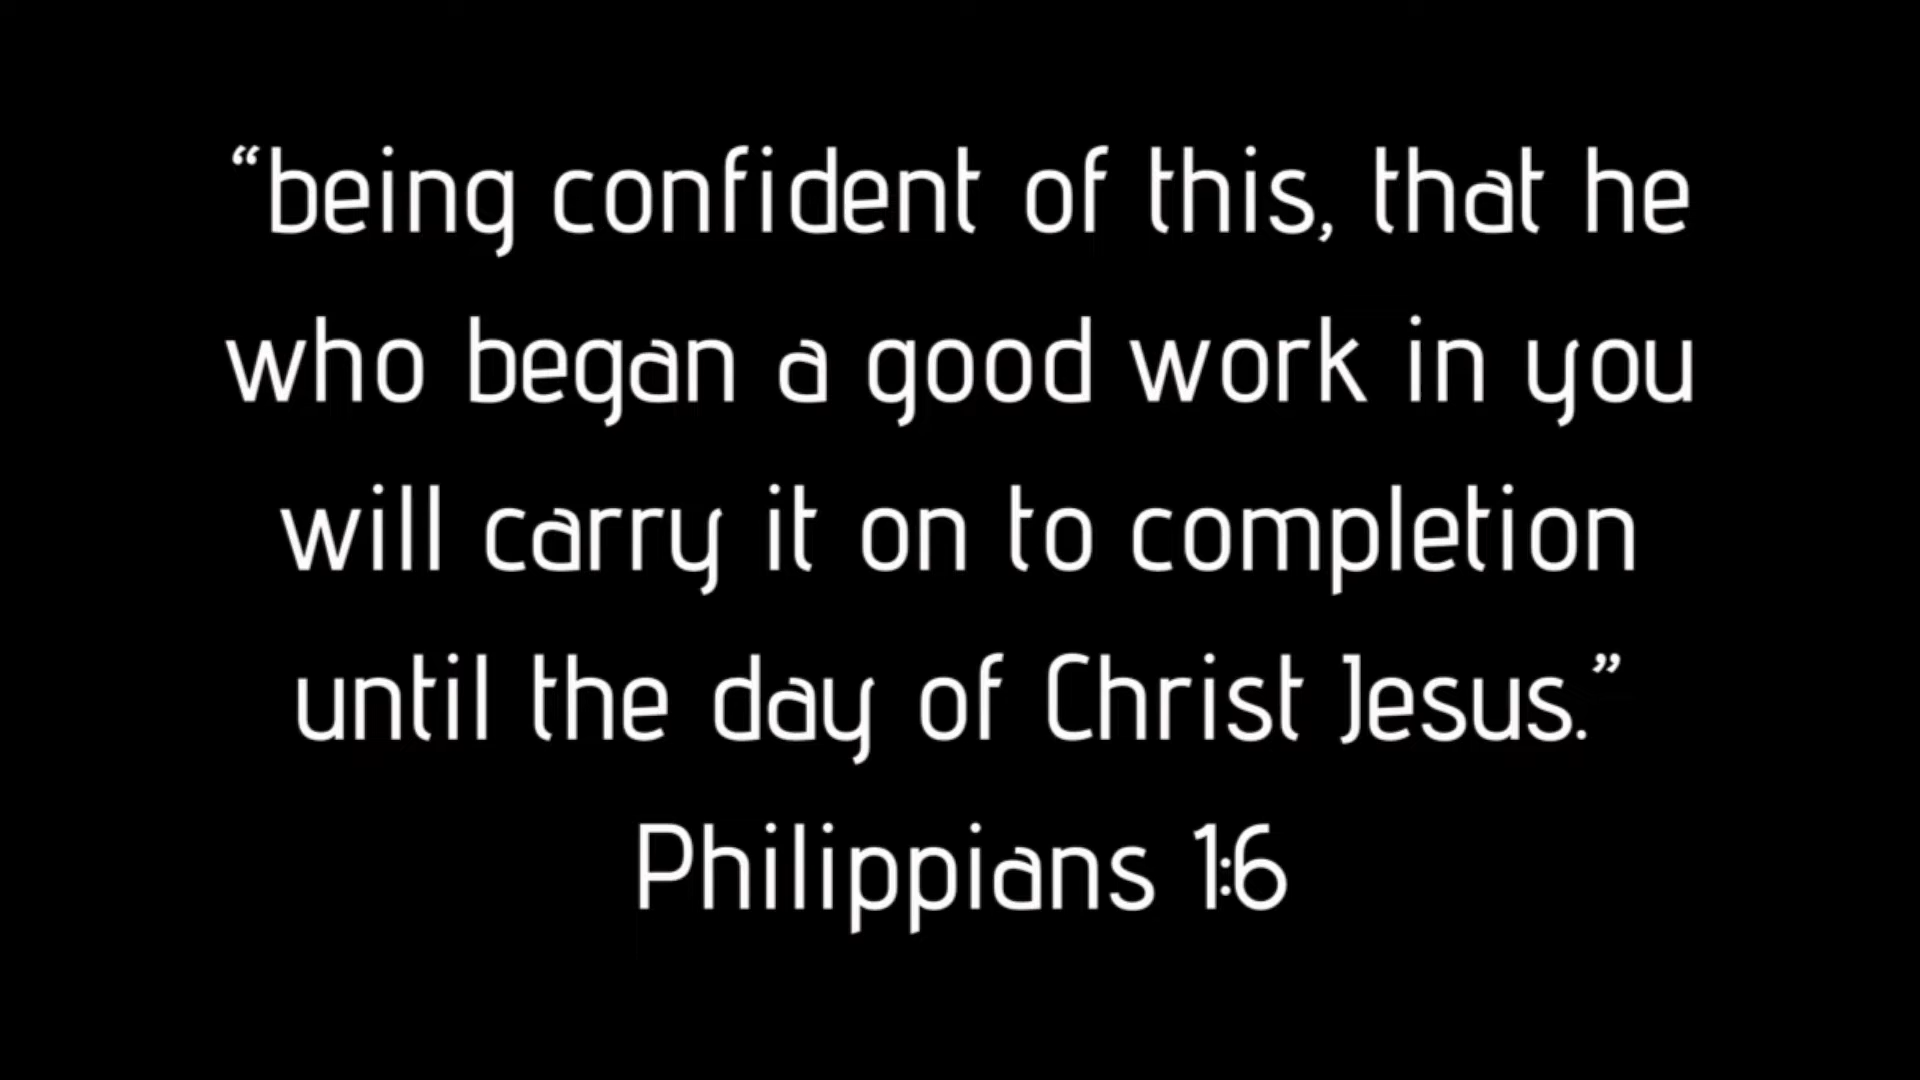 “being confident of this, that he
who began a good work in you
will carry it on to completion
until the day of Christ Jesus.”
Philippians 1:6